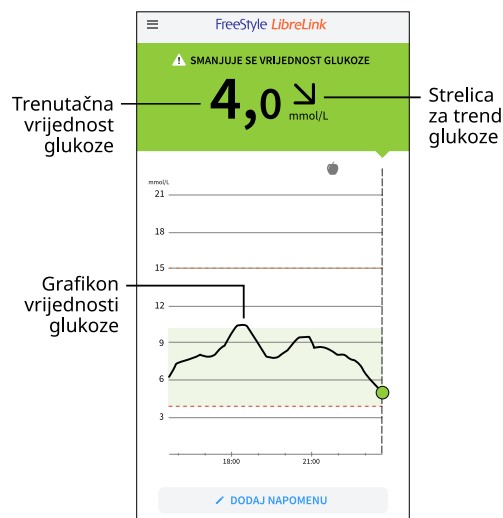 FreeStyle LibreLink
SMANJUJE SE VRIJEDNOST GLUKOZE
4,0
mmol/L
Trenutačna
vrijednost
glukoze
Strelica
za trend
glukoze
mmol/L
21
18
15
12
9
6
3
Grafikon
vrijednosti
glukoze
18:00
21:00
DODAJ NAPOMENU